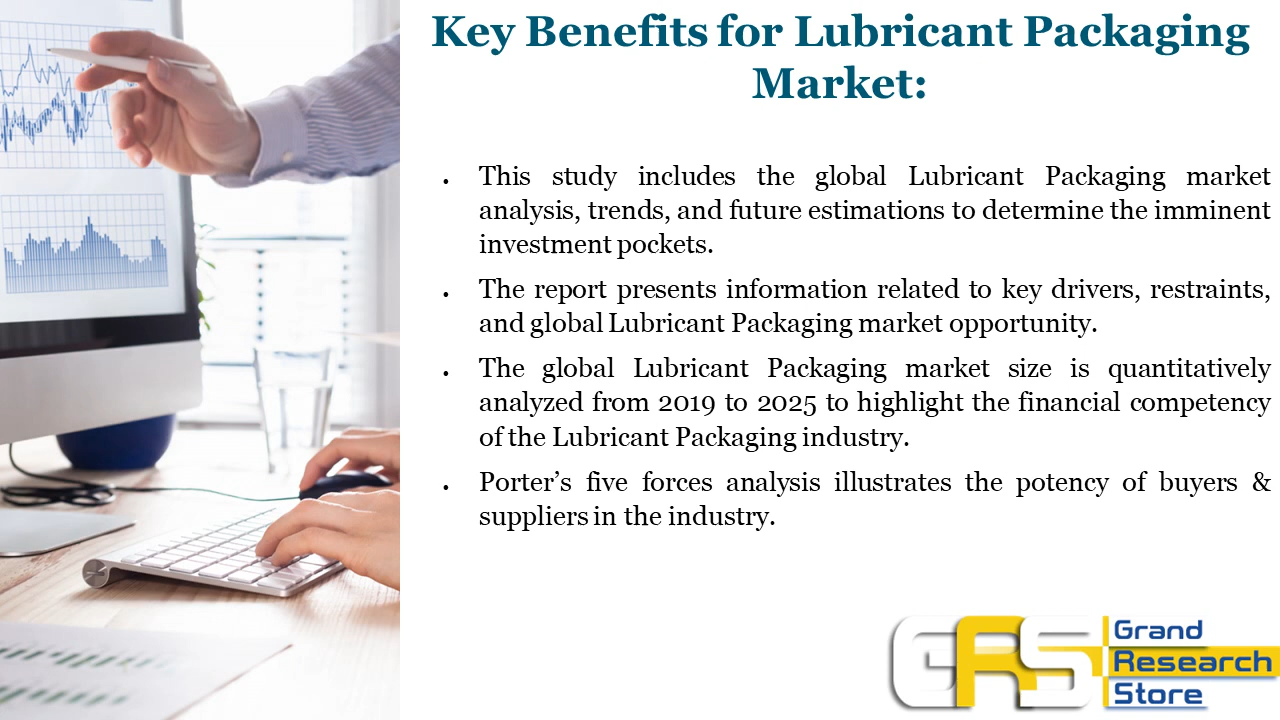 Key Benefits for Lubricant Packaging
Market:
• This study includes the global Lubricant Packaging market
analysis, trends, and future estimations to determine the imminent
investment pockets.
• The report presents information related to key drivers, restraints,
and global Lubricant Packaging market opportunity.
• The global Lubricant Packaging market size is quantitatively
analyzed from 2019 to 2025 to highlight the financial competency
of the Lubricant Packaging industry.
• Porter’s five forces analysis illustrates the potency of buyers &
suppliers in the industry.
GRS
Grand
Research
Store